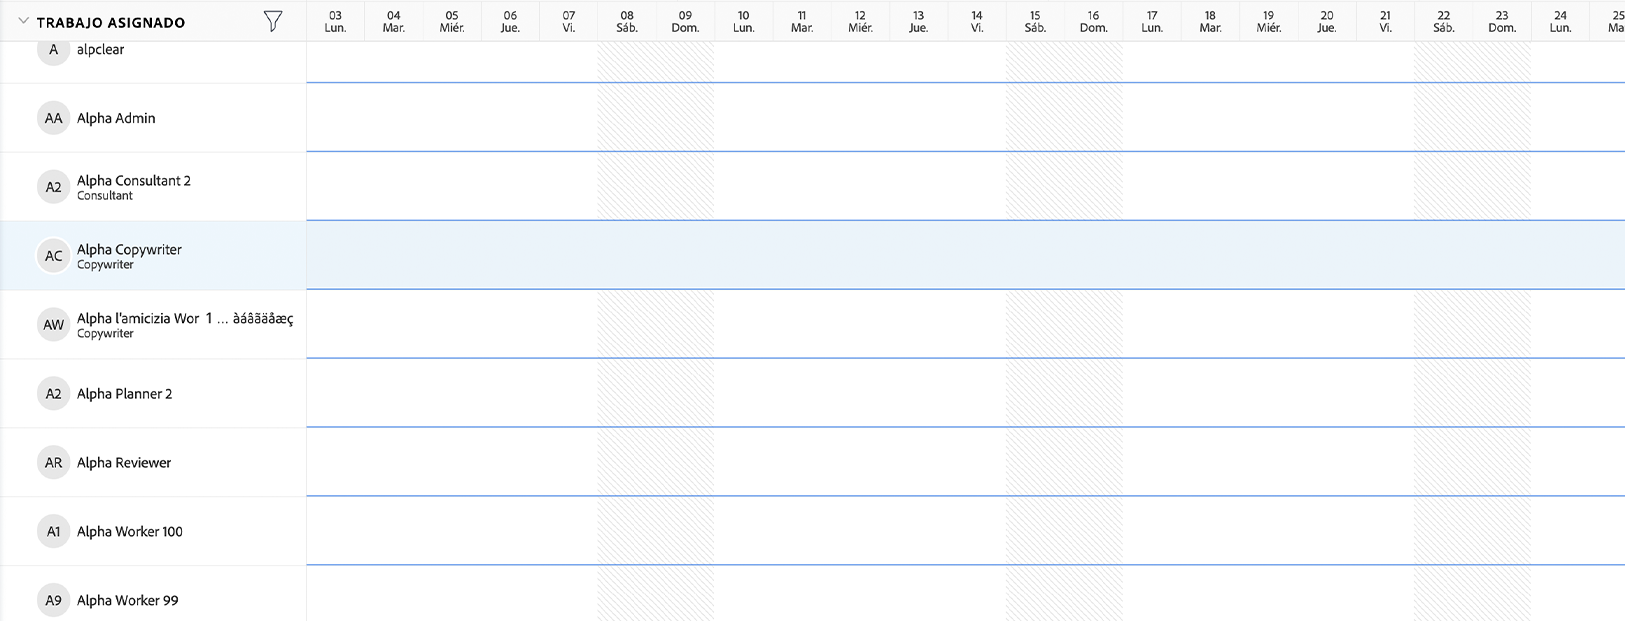 TRABAJO ASIGNADO
03 04 05 06 07 08 09 10 11 12 13 14 15 16 17 18 19 20 21 22 23 24 25
Lun. Mar. Miér. Jue. Vi. Sáb. Dom. Lun. Mar. Miér. Jue. Vi. Sáb. Dom. Lun. Mar. Miér. Jue. Vi. Sáb. Dom. Lun. Ma
A alpclear
AA Alpha Admin
A2 Alpha Consultant 2
Consultant
AC Alpha Copywriter
Copywriter
AW Alpha l'amicizia Wor 1 ... àáâãäåæç
Copywriter
A2 Alpha Planner 2
AR Alpha Reviewer
A1 Alpha Worker 100
A9 Alpha Worker 99